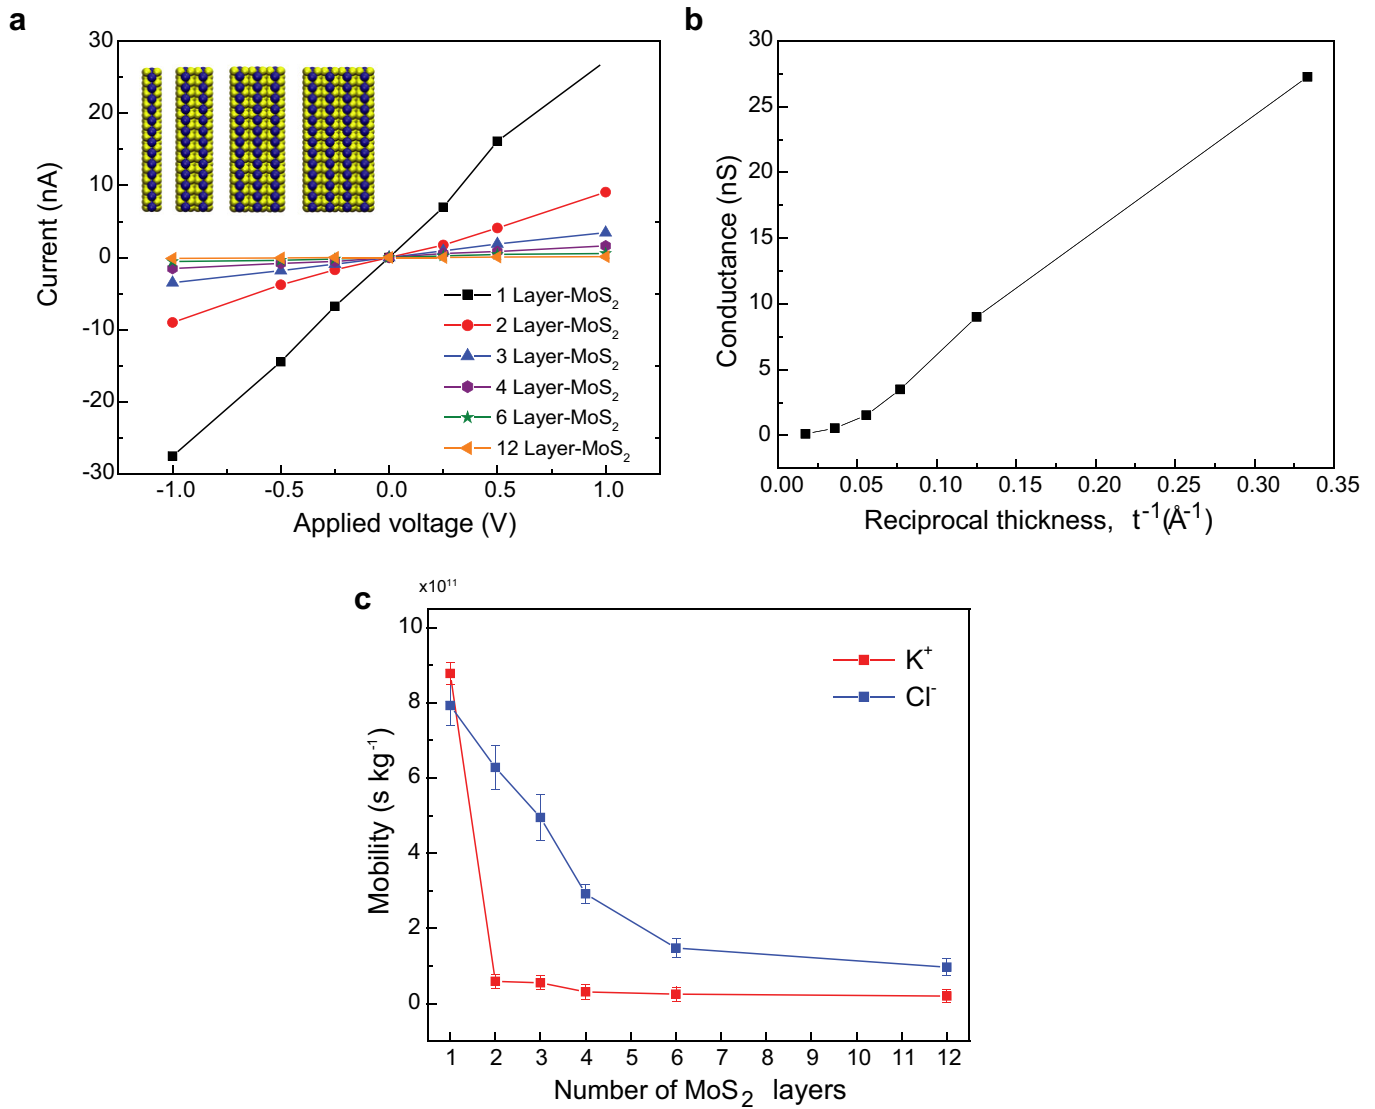 a
30
20
10
0
-10
-20
-30
Current (nA)
1 Layer-MoS₂
2 Layer-MoS₂
3 Layer-MoS₂
4 Layer-MoS₂
6 Layer-MoS₂
12 Layer-MoS₂
-1.0 -0.5 0.0 0.5 1.0
Applied voltage (V)
b
30
25
20
15
10
5
0
Conductance (nS)
0.00 0.05 0.10 0.15 0.20 0.25 0.30 0.35
Reciprocal thickness, t⁻¹(Å⁻¹)
c
x10¹¹
10
8
6
4
2
0
Mobility (s kg⁻¹)
K⁺
Cl⁻
1 2 3 4 5 6 7 8 9 10 11 12
Number of MoS₂ layers